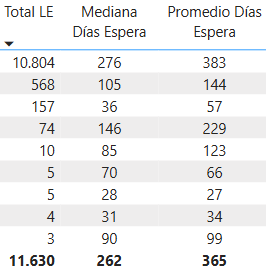 Total LE Mediana Promedio Días
Días Espera Espera
10.804 276 383
568 105 144
157 36 57
74 146 229
10 85 123
5 70 66
5 28 27
4 31 34
3 90 99
11.630 262 365